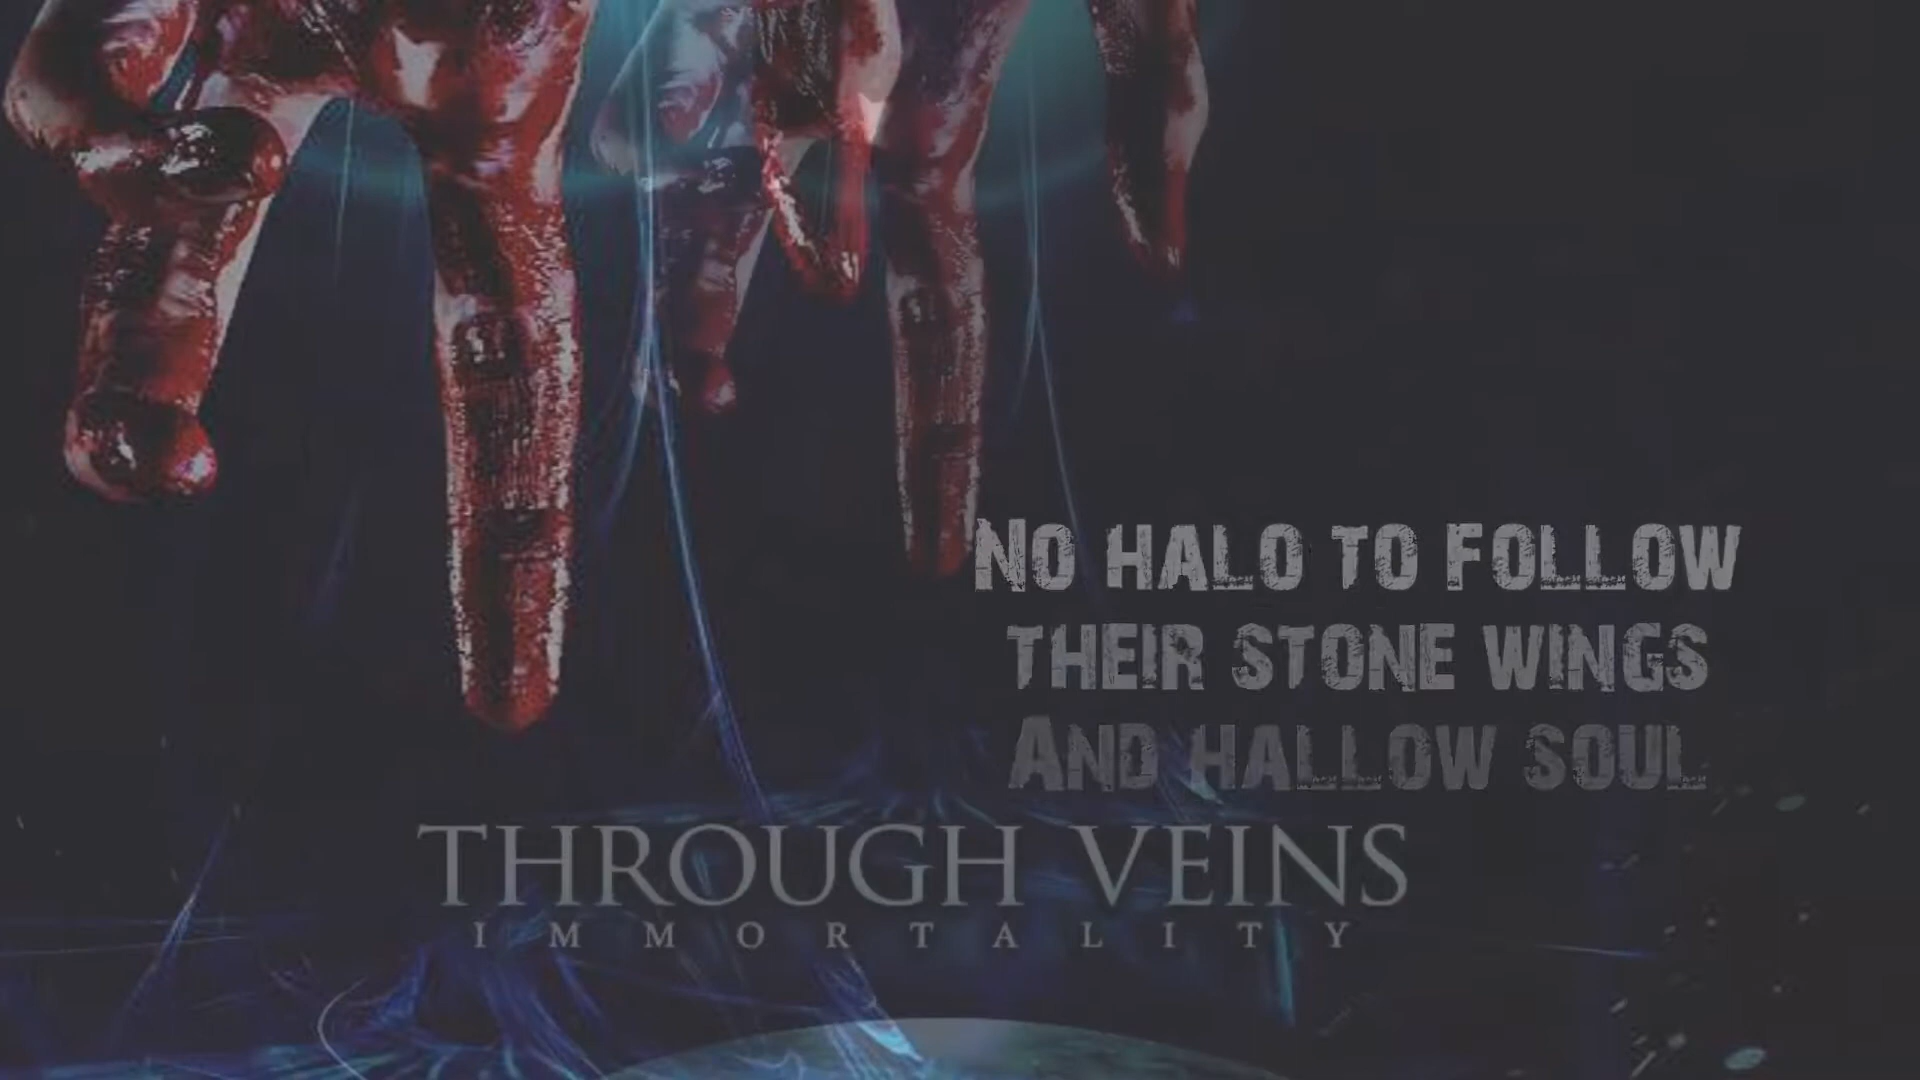 No halo to Follow
their stone wings
And hallow soul
THROUGH VEINS
IMMORTALITY